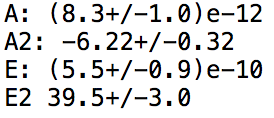 A: (8.3+/-1.0)e-12
A2: -6.22+/-0.32
E: (5.5+/-0.9)e-10
E2 39.5+/-3.0